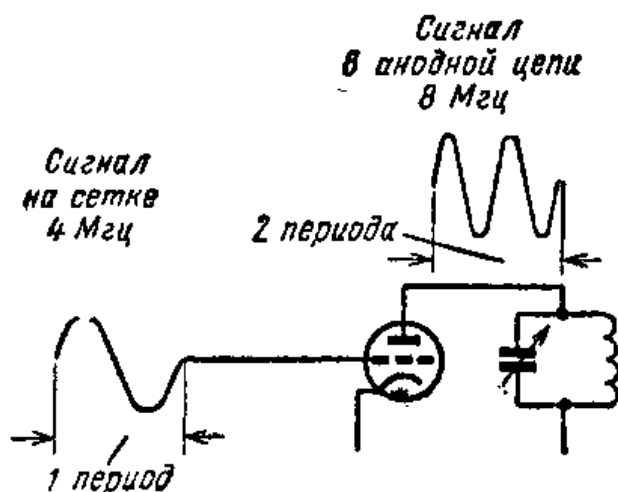 Сигнал
в анодной цепи
8 Мгц
Сигнал
на сетке
4 Мгц
2 периода
1 период